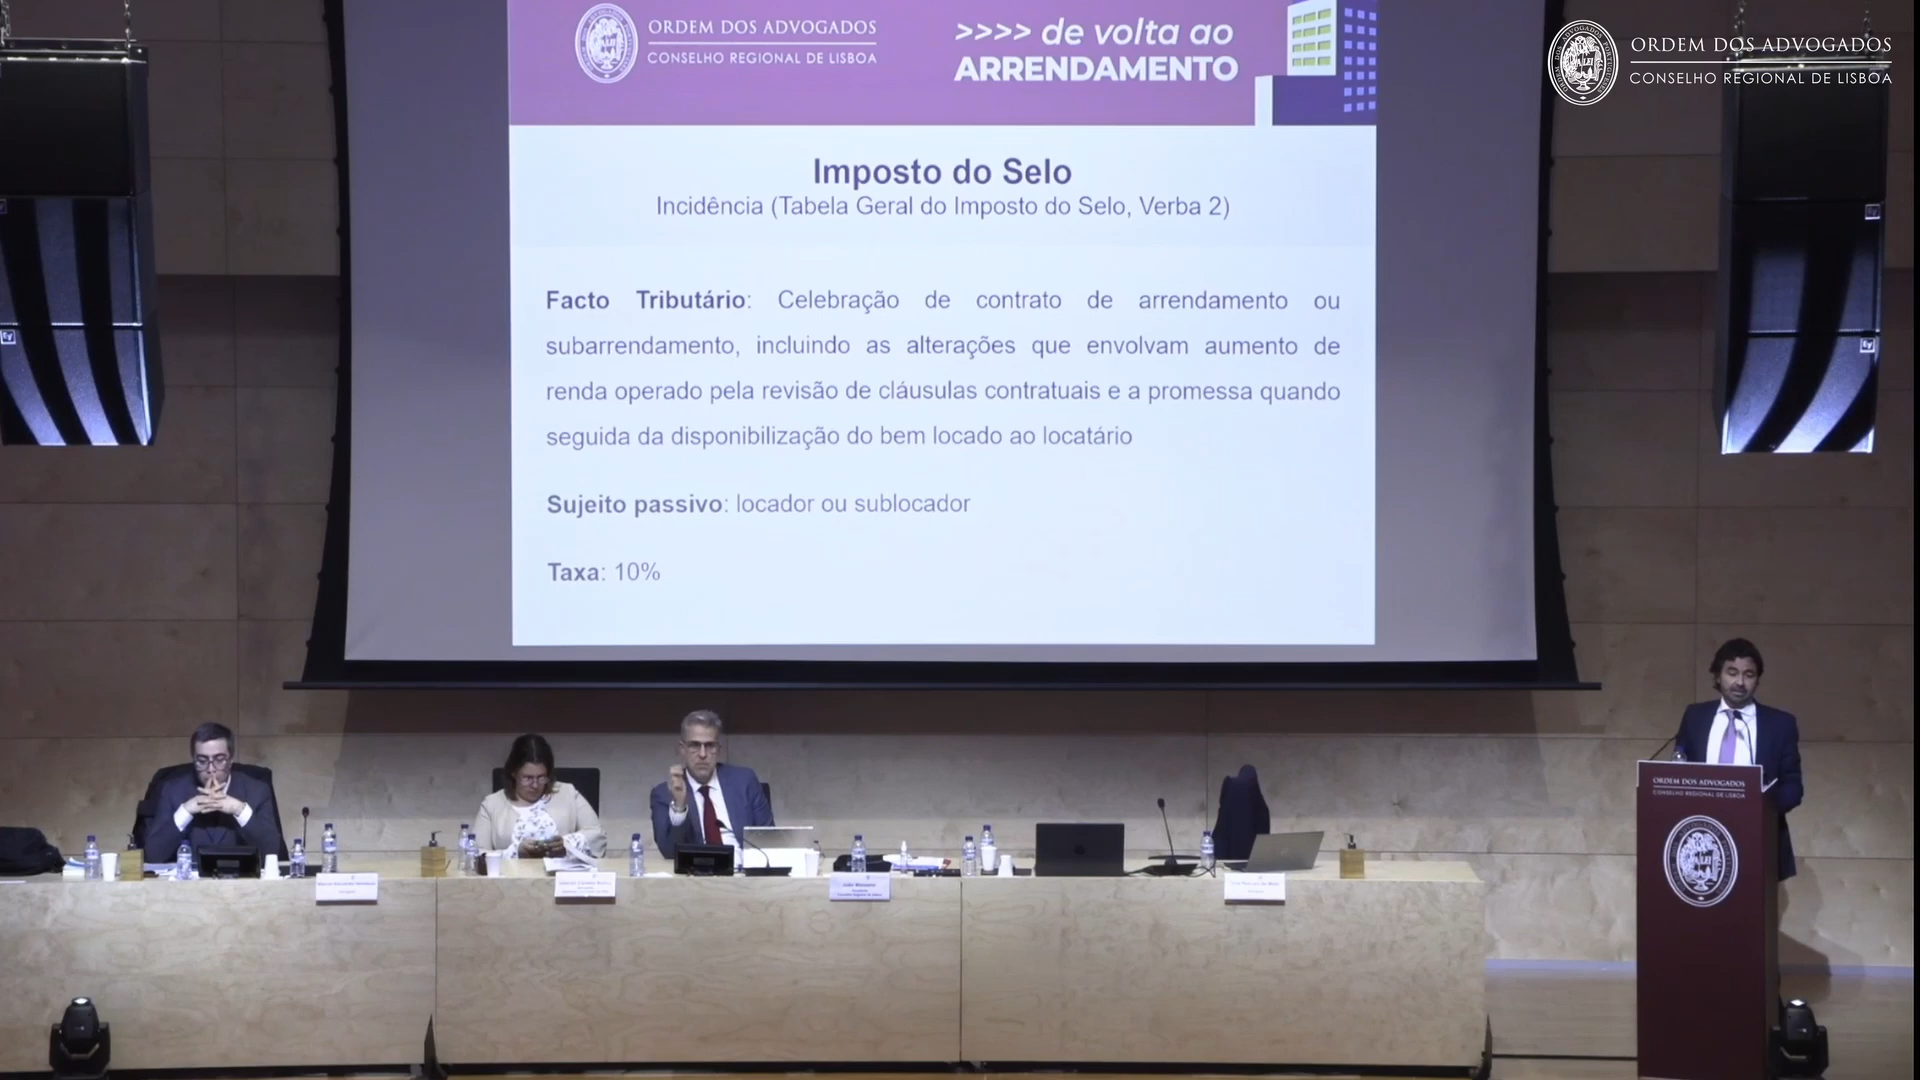 ORDEM DOS ADVOGADOS
CONSELHO REGIONAL DE LISBOA
>>>> de volta ao
ARRENDAMENTO
ORDEM DOS ADVOGADOS
CONSELHO REGIONAL DE LISBOA
Imposto do Selo
Incidência (Tabela Geral do Imposto do Selo, Verba 2)
Facto Tributário: Celebração de contrato de arrendamento ou
subarrendamento, incluindo as alterações que envolvam aumento de
renda operado pela revisão de cláusulas contratuais e a promessa quando
seguida da disponibilização do bem locado ao locatário
Sujeito passivo: locador ou sublocador
Taxa: 10%
ORDEM DOS ADVOGADOS
CONSELHO REGIONAL DE LISBOA